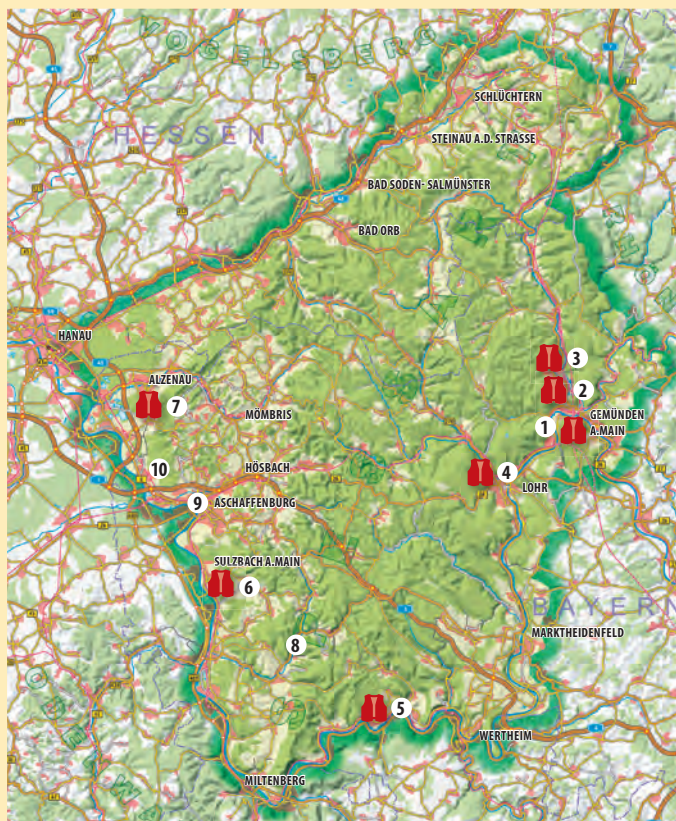 VOGELSBERG
HESSEN
SCHLÜCHTERN
STEINAU A.D. STRASSE
BAD SODEN- SALMÜNSTER
BAD ORB
HANAU
3
ALZENAU
2
7
MÖMBRIS
1
GEMÜNDEN
A.MAIN
10
HÖSBACH
4
LOHR
9
ASCHAFFENBURG
SULZBACH A.MAIN
6
BAYERN
MARKTHEIDENFELD
8
5
WERTHEIM
MILTENBERG